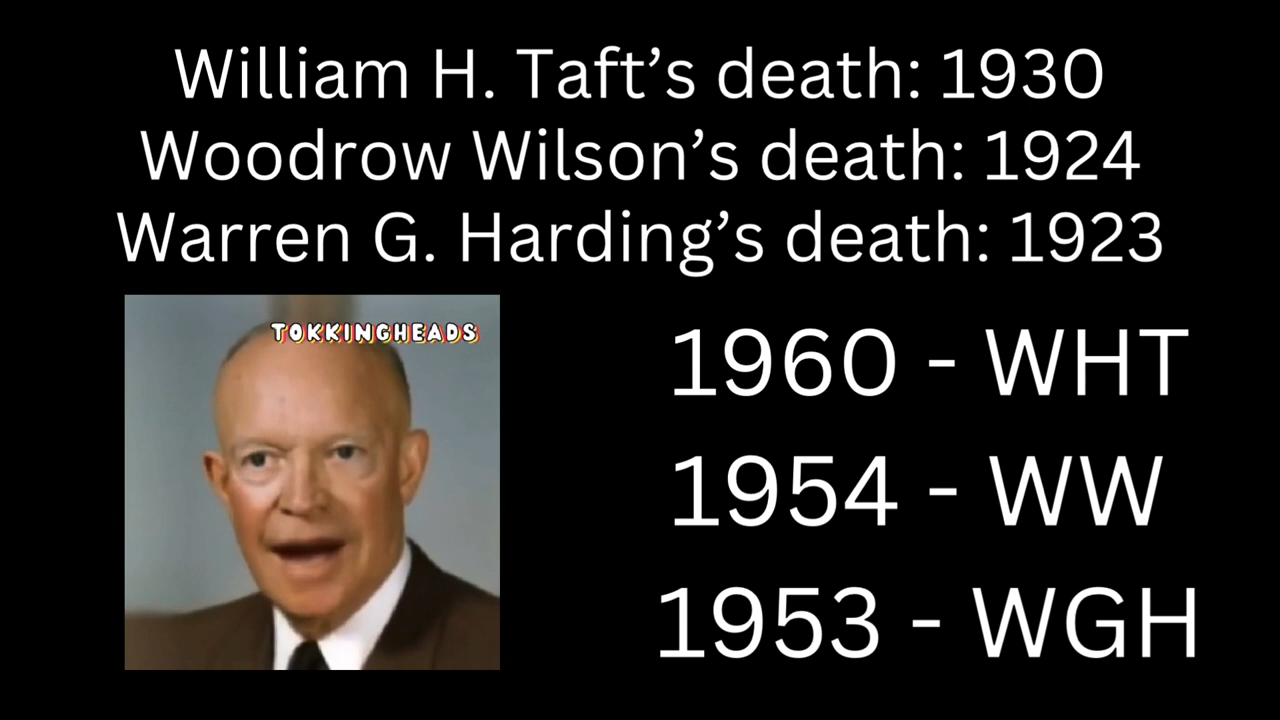 William H. Taft’s death: 1930
Woodrow Wilson’s death: 1924
Warren G. Harding’s death: 1923
TOKKINGHEADS
1960 - WHT
1954 - WW
1953 - WGH